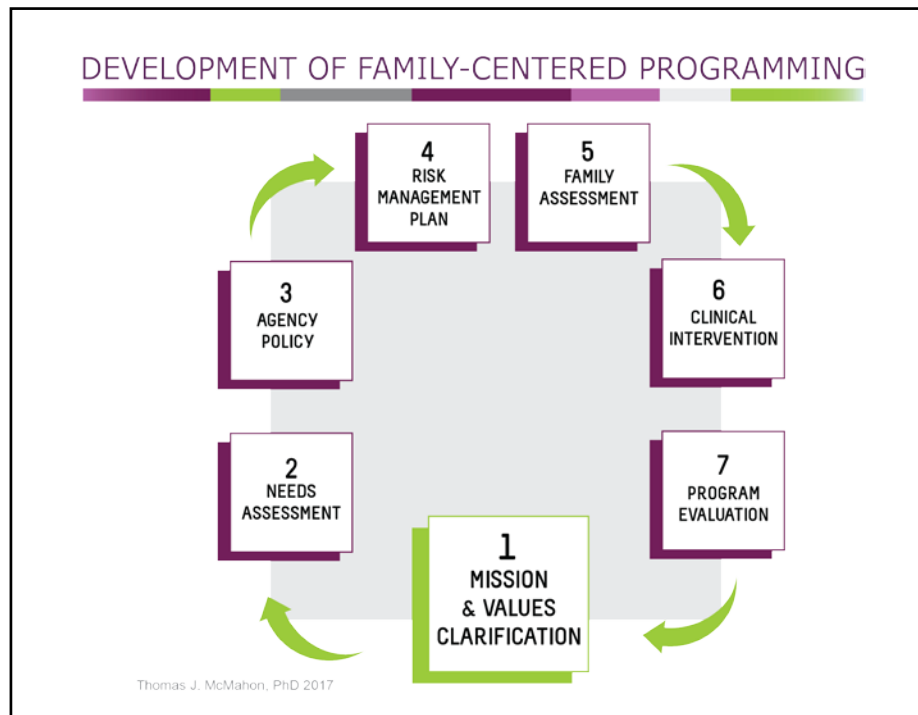 DEVELOPMENT OF FAMILY-CENTERED PROGRAMMING
1
MISSION
& VALUES
CLARIFICATION
2
NEEDS
ASSESSMENT
3
AGENCY
POLICY
4
RISK
MANAGEMENT
PLAN
5
FAMILY
ASSESSMENT
6
CLINICAL
INTERVENTION
7
PROGRAM
EVALUATION
Thomas J. McMahon, PhD 2017